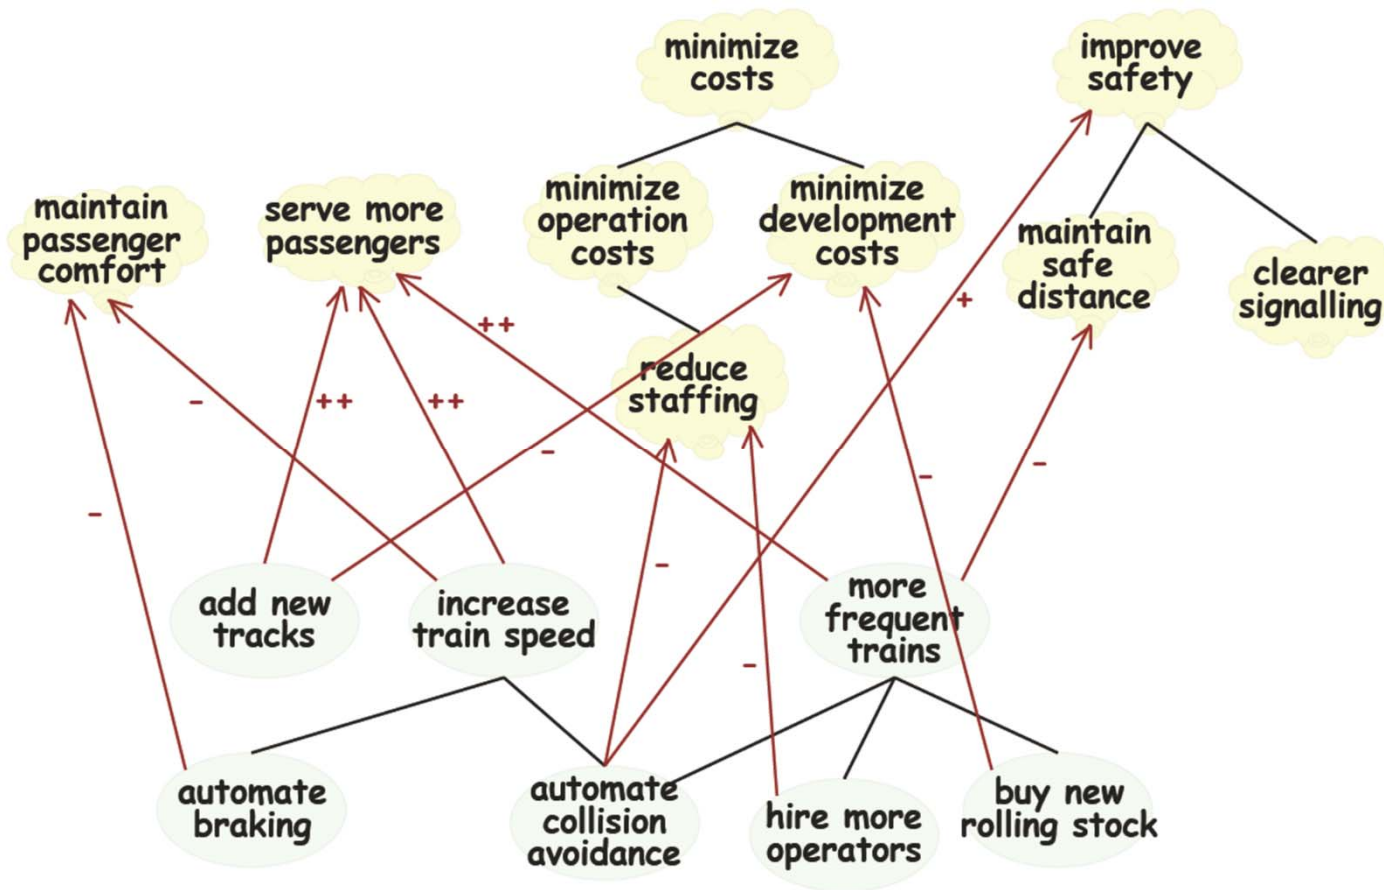 minimize
costs
improve
safety
maintain
passenger
comfort
serve more
passengers
minimize
operation
costs
minimize
development
costs
maintain
safe
distance
clearer
signalling
+
++
reduce
staffing
-
++
++
-
-
-
-
-
-
add new
tracks
increase
train speed
more
frequent
trains
automate
braking
automate
collision
avoidance
hire more
operators
buy new
rolling stock